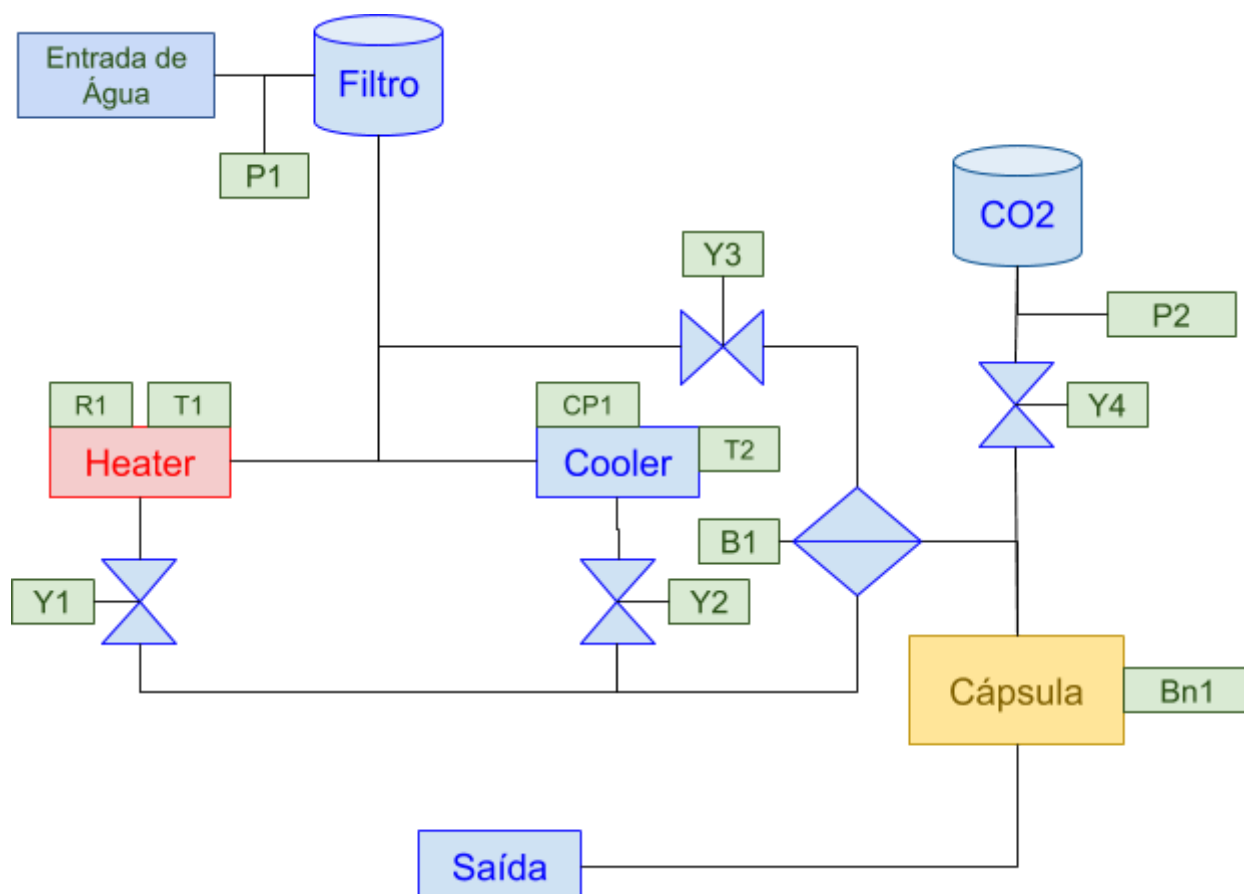 Entrada de
Água
Filtro
P1
CO2
Y3
P2
R1
T1
CP1
Y4
Heater
Cooler
T2
B1
Y1
Y2
Cápsula
Bn1
Saída